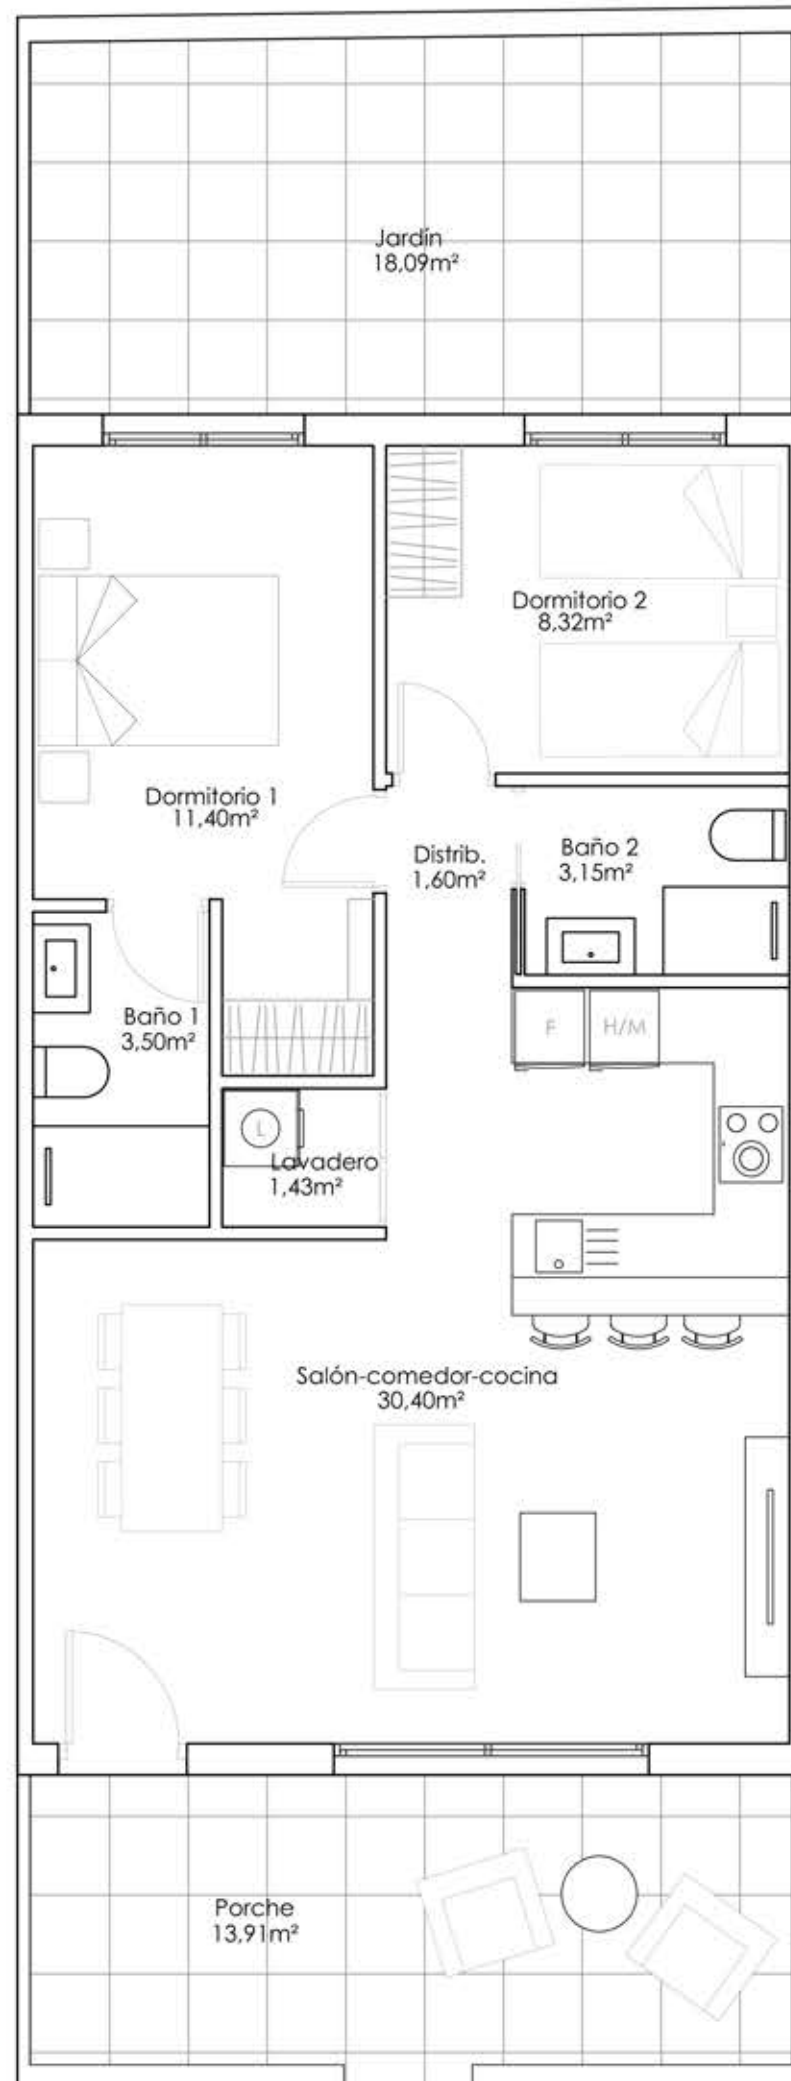 Jardín
18,09m²
Dormitorio 2
8,32m²
Dormitorio 1
11,40m²
Distrib.
1,60m²
Baño 2
3,15m²
Baño 1
3,50m²
F
H/M
L
Lavadero
1,43m²
Salón-comedor-cocina
30,40m²
Porche
13,91m²